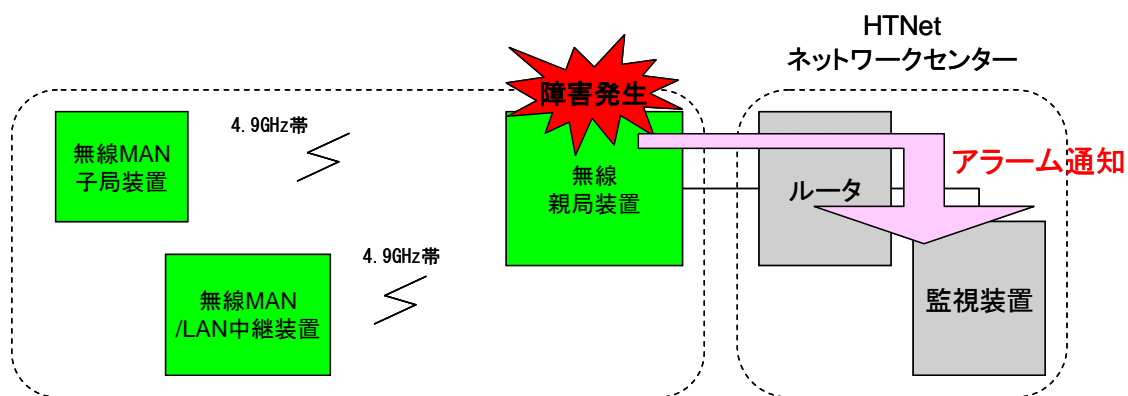 HTNet
ネットワークセンター
障害発生
4.9GHz帯
無線MAN
子局装置
無線
親局装置
ルータ
アラーム通知
4.9GHz帯
無線MAN
/LAN中継装置
監視装置